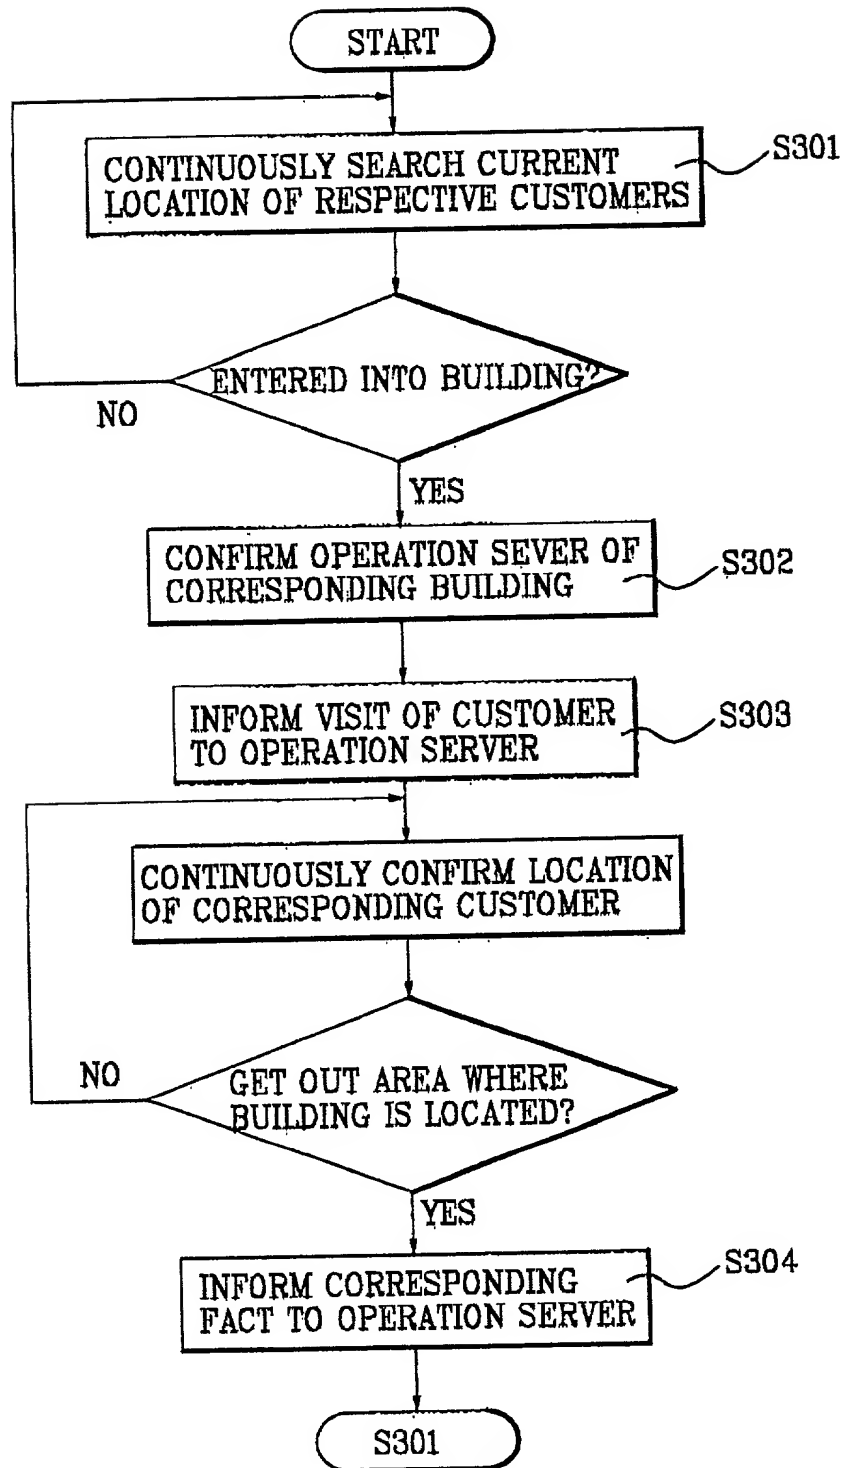 START
CONTINUOUSLY SEARCH CURRENT
LOCATION OF RESPECTIVE CUSTOMERS
S301
ENTERED INTO BUILDING?
NO
YES
CONFIRM OPERATION SEVER OF
CORRESPONDING BUILDING
S302
INFORM VISIT OF CUSTOMER
TO OPERATION SERVER
S303
CONTINUOUSLY CONFIRM LOCATION
OF CORRESPONDING CUSTOMER
GET OUT AREA WHERE
BUILDING IS LOCATED?
NO
YES
INFORM CORRESPONDING
FACT TO OPERATION SERVER
S304
S301